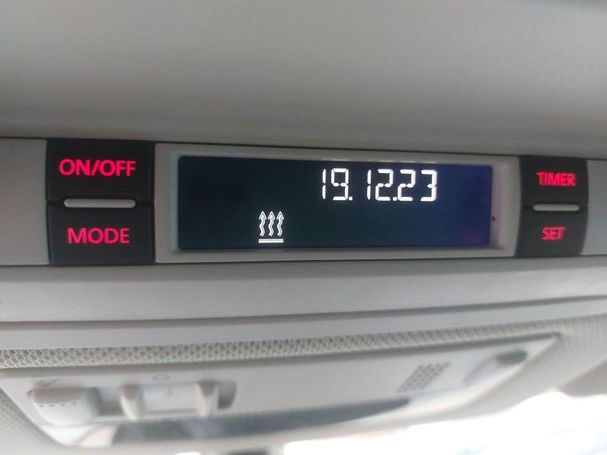 ON/OFF
19.12.23
TIMER
MODE
SET